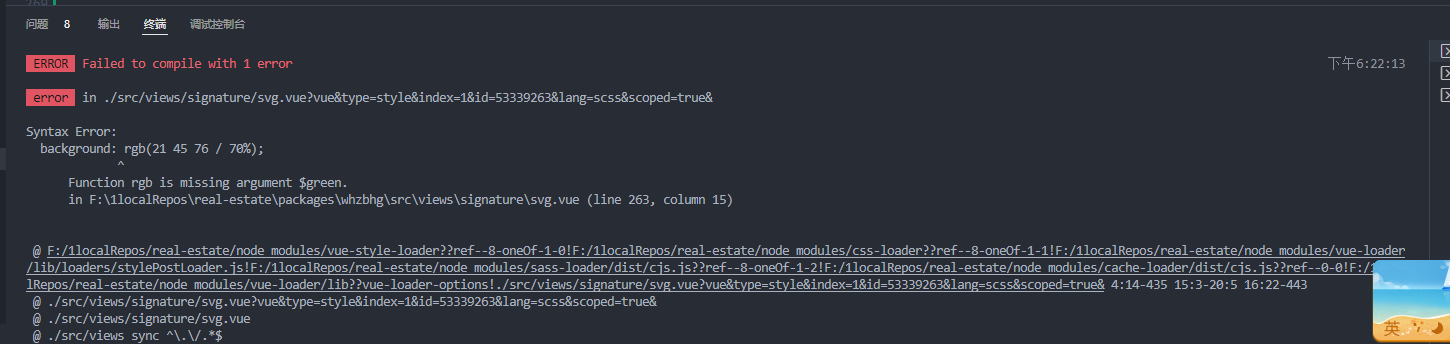 问题 8 输出 终端 调试控制台
ERROR Failed to compile with 1 error 下午6:22:13
error in ./src/views/signature/svg.vue?vue&type=style&index=1&id=53339263&lang=scss&scoped=true&
Syntax Error:
background: rgb(21 45 76 / 70%);
^
Function rgb is missing argument $green.
in F:\1localRepos\real-estate\packages\whzbhg\src\views\signature\svg.vue (line 263, column 15)
@ F:/1localRepos/real-estate/node_modules/vue-style-loader??ref--8-oneOf-1-0!F:/1localRepos/real-estate/node_modules/css-loader??ref--8-oneOf-1-1!F:/1localRepos/real-estate/node_modules/vue-loader
/lib/loaders/stylePostLoader.js!F:/1localRepos/real-estate/node_modules/sass-loader/dist/cjs.js??ref--8-oneOf-1-2!F:/1localRepos/real-estate/node_modules/cache-loader/dist/cjs.js??ref--0-0!F:/
lRepos/real-estate/node_modules/vue-loader/lib??vue-loader-options!./src/views/signature/svg.vue?vue&type=style&index=1&id=53339263&lang=scss&scoped=true& 4:14-435 15:3-20:5 16:22-443
@ ./src/views/signature/svg.vue?vue&type=style&index=1&id=53339263&lang=scss&scoped=true&
@ ./src/views/signature/svg.vue
@ ./src/views sync ^\.\/.*$
英